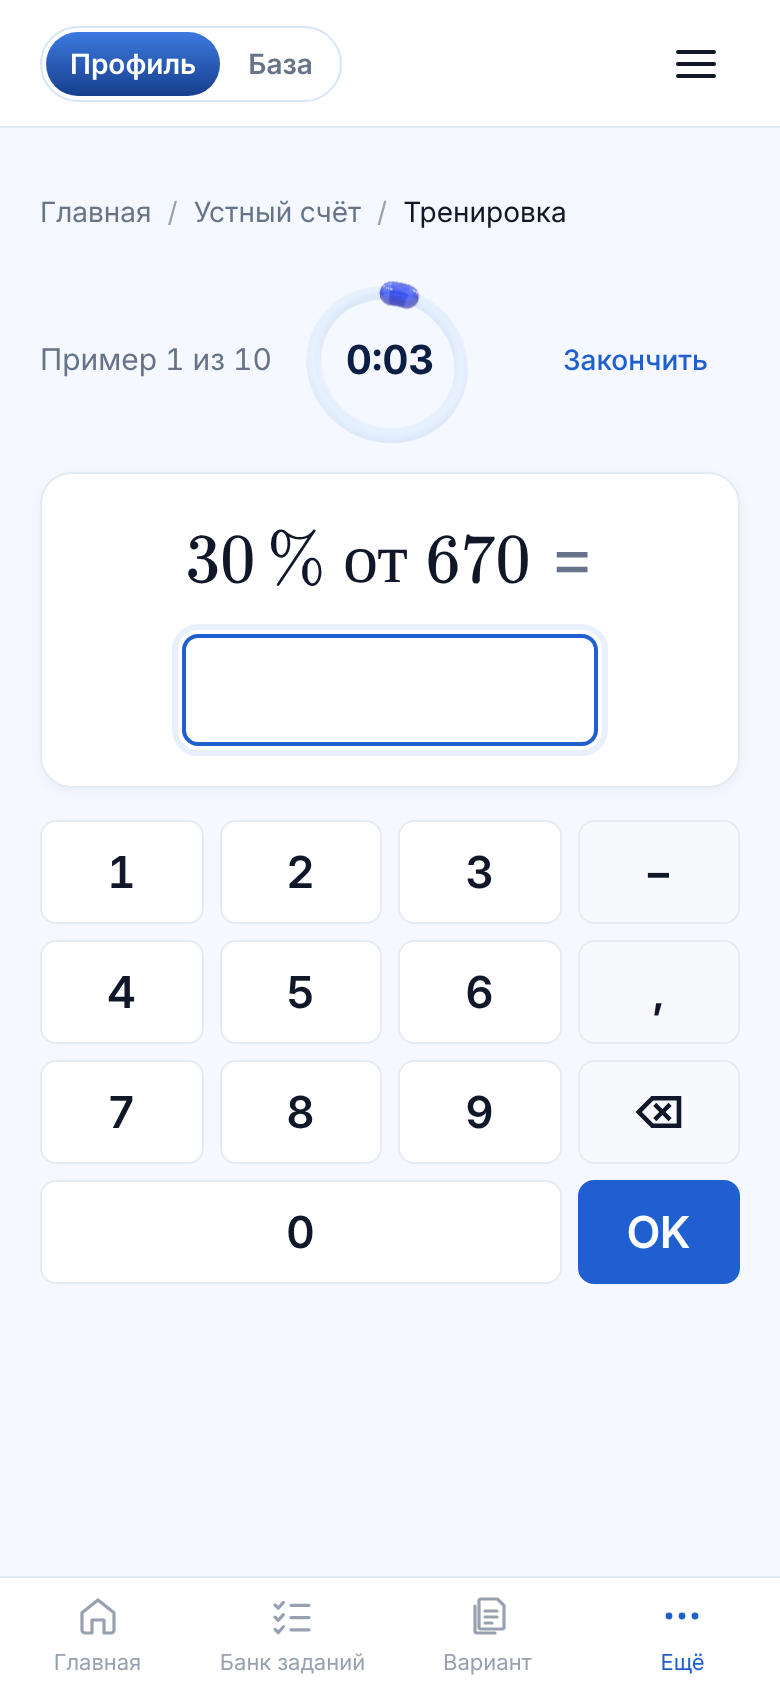 Профиль База
Главная / Устный счёт / Тренировка
Пример 1 из 10 0:03 Закончить
30 % от 670 =
1 2 3 –
4 5 6 ,
7 8 9
0 OK
Главная Банк заданий Вариант Ещё